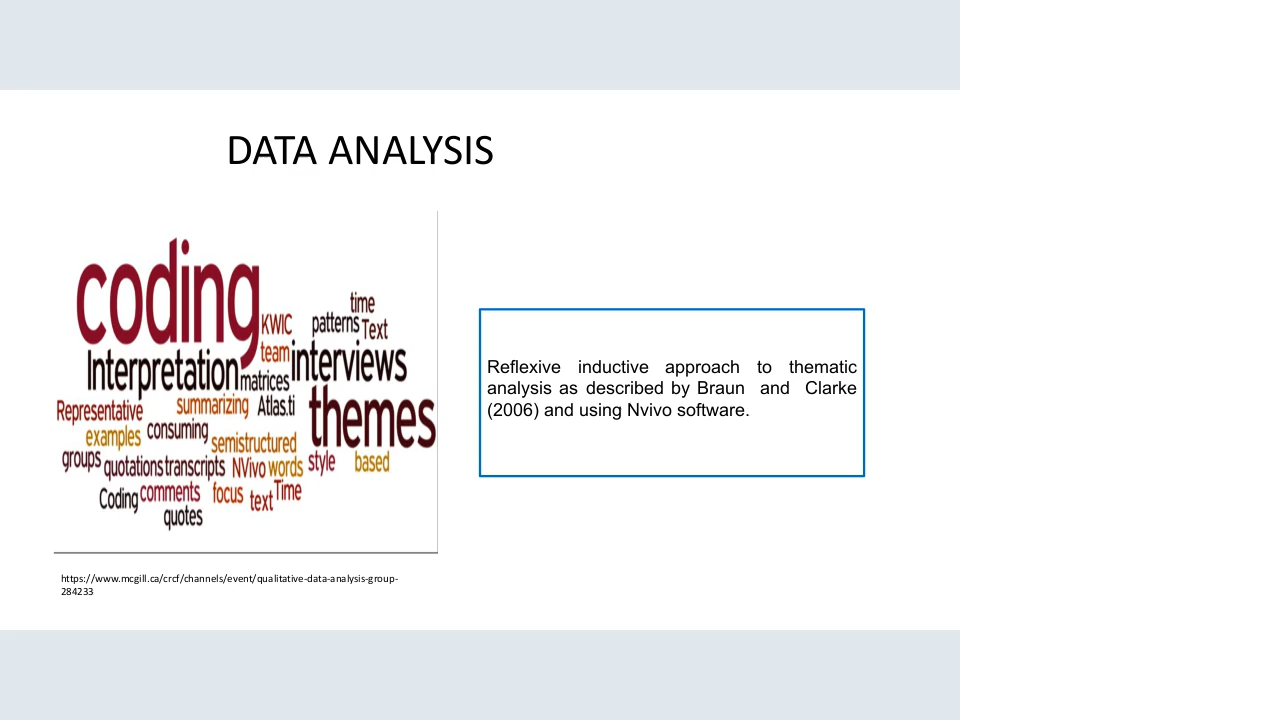 DATA ANALYSIS
coding
KWIC
time
patterns Text
team
Interpretation matrices interviews
Representative summarizing Atlas.ti themes
examples consuming semistructured
groups quotations transcripts NVivo words style based
Coding comments focus text Time
quotes
Reflexive inductive approach to thematic
analysis as described by Braun and Clarke
(2006) and using Nvivo software.
https://www.mcgill.ca/crcf/channels/event/qualitative-data-analysis-group-
284233